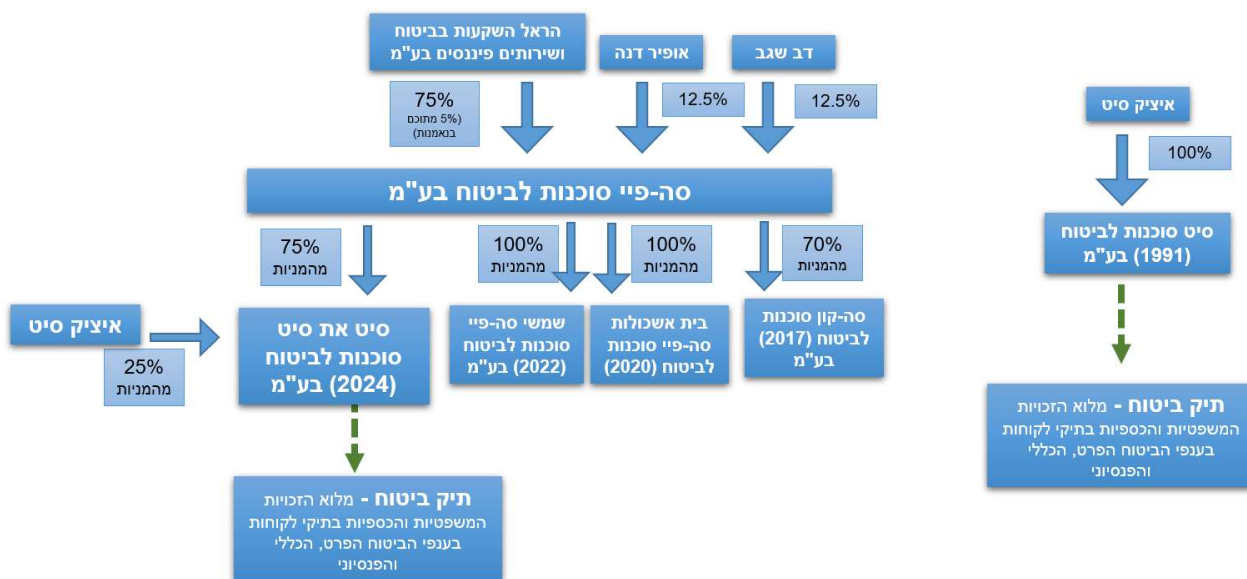 הראל השקעות בביטוח
ושירותים פיננסים בע"מ
אופיר דנה
דב שגב
75%
(5% מתוכם
בנאמנות)
12.5%
12.5%
סה-פיי סוכנות לביטוח בע"מ
75%
מהמניות
100%
מהמניות
100%
מהמניות
70%
מהמניות
איציק סיט
25%
מהמניות
סיט את סיט
סוכנות לביטוח
(2024) בע"מ
שמשי סה-פיי
סוכנות לביטוח
(2022) בע"מ
בית אשכולות
סה-פיי סוכנות
לביטוח (2020)
סה-קון סוכנות
לביטוח (2017)
בע"מ
תיק ביטוח - מלוא הזכויות
המשפטיות והכספיות בתיקי לקוחות
בענפי הביטוח הפרט, הכללי
והפנסיוני
איציק סיט
100%
סיט סוכנות לביטוח
(1991) בע"מ
תיק ביטוח - מלוא הזכויות
המשפטיות והכספיות בתיקי לקוחות
בענפי הביטוח הפרט, הכללי
והפנסיוני